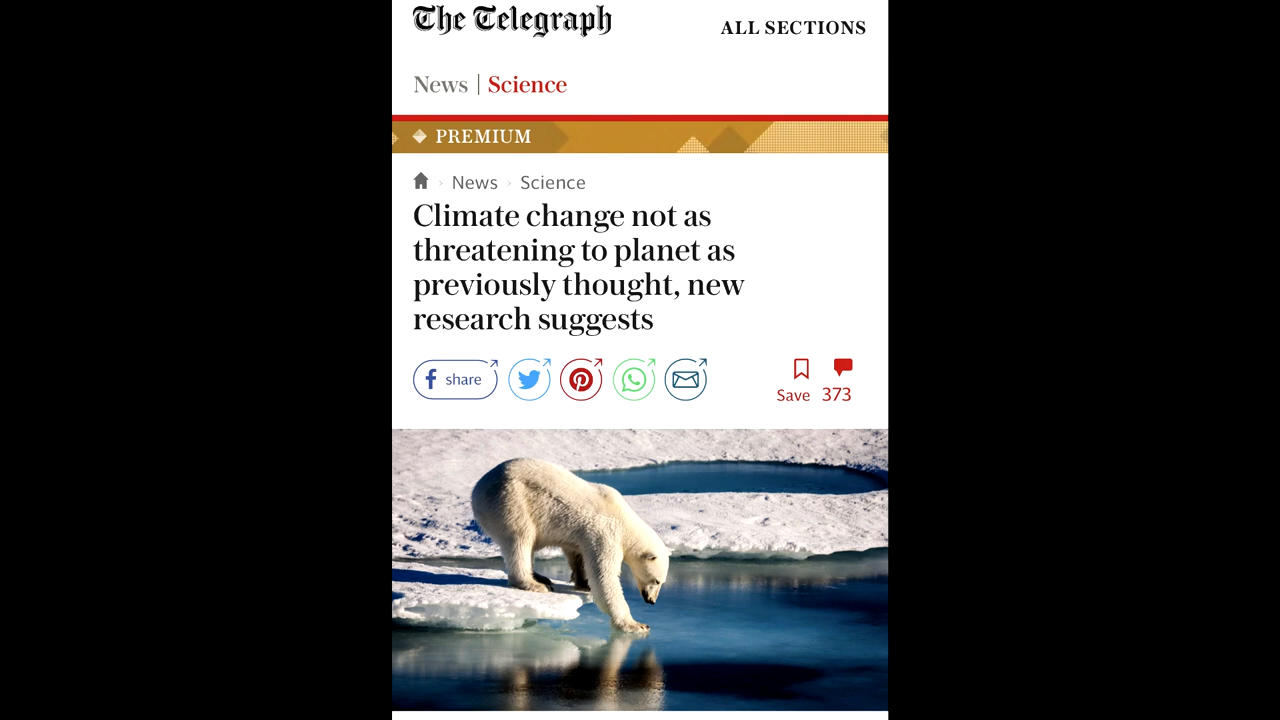 The Telegraph
ALL SECTIONS
News | Science
PREMIUM
News › Science
Climate change not as
threatening to planet as
previously thought, new
research suggests
share
Save 373